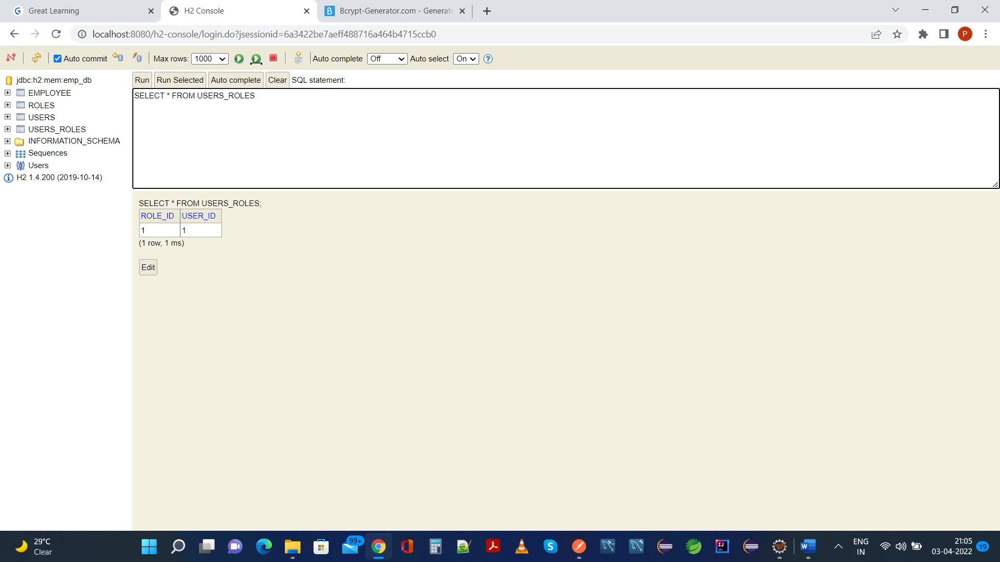 Great Learning
H2 Console
Bcrypt-Generator.com - Generate
localhost:8080/h2-console/login.do?jsessionid=6a3422be7aeff488716a464b4715ccb0
P
Auto commit
Max rows: 1000
Auto complete Off
Auto select On
jdbc:h2:mem:emp_db
EMPLOYEE
ROLES
USERS
USERS_ROLES
INFORMATION_SCHEMA
Sequences
Users
H2 1.4.200 (2019-10-14)
Run Run Selected Auto complete Clear SQL statement:
SELECT * FROM USERS_ROLES
SELECT * FROM USERS_ROLES;
ROLE_ID USER_ID
1 1
(1 row, 1 ms)
Edit
29°C
Clear
99+
ENG
IN
21:05
03-04-2022
19